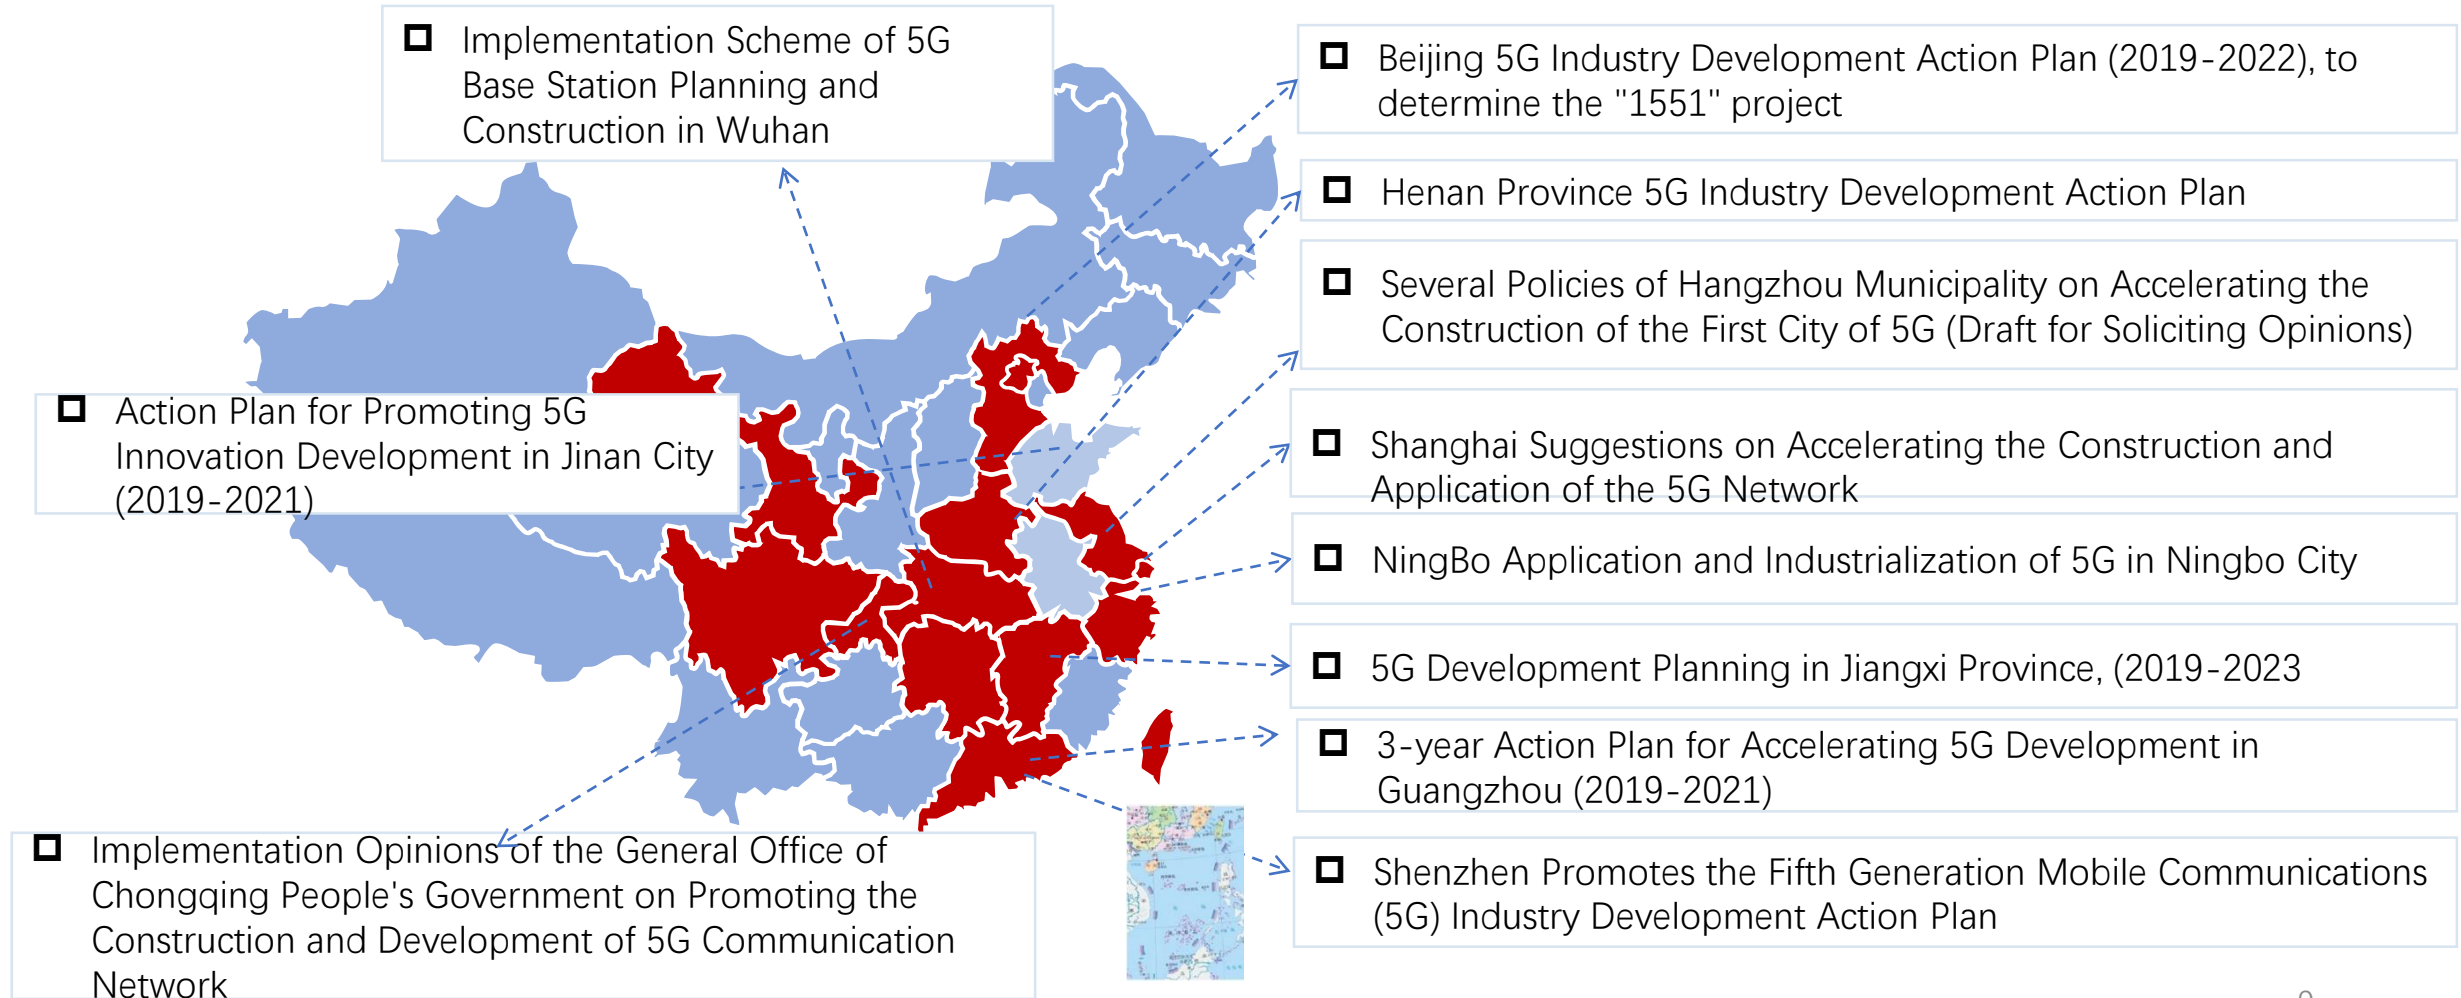 Implementation Scheme of 5G
Base Station Planning and
Construction in Wuhan
Action Plan for Promoting 5G
Innovation Development in Jinan City
(2019-2021)
Implementation Opinions of the General Office of
Chongqing People's Government on Promoting the
Construction and Development of 5G Communication
Network
Beijing 5G Industry Development Action Plan (2019-2022), to
determine the "1551" project
Henan Province 5G Industry Development Action Plan
Several Policies of Hangzhou Municipality on Accelerating the
Construction of the First City of 5G (Draft for Soliciting Opinions)
Shanghai Suggestions on Accelerating the Construction and
Application of the 5G Network
NingBo Application and Industrialization of 5G in Ningbo City
5G Development Planning in Jiangxi Province, (2019-2023
3-year Action Plan for Accelerating 5G Development in
Guangzhou (2019-2021)
Shenzhen Promotes the Fifth Generation Mobile Communications
(5G) Industry Development Action Plan